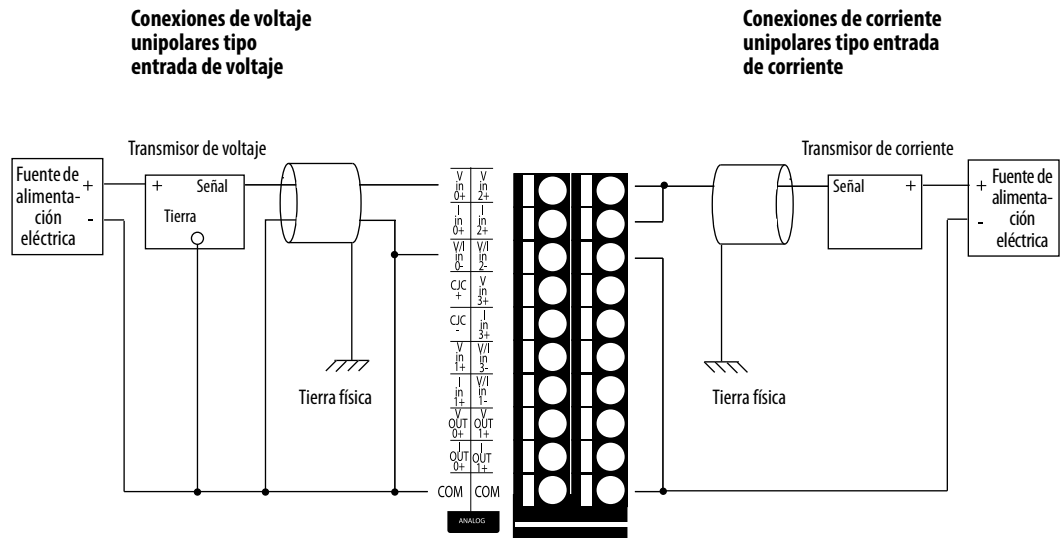 Conexiones de voltaje
unipolares tipo
entrada de voltaje
Conexiones de corriente
unipolares tipo entrada
de corriente
Fuente de
alimenta-
ción
eléctrica
+
-
Transmisor de voltaje
+
Señal
Tierra
Tierra física
V
in
0+
V
in
2+
I
in
0+
I
in
2+
V/I
in
0-
V/I
in
2-
CJC
+
V
in
3+
CJC
-
I
in
3+
V
in
1+
V/I
in
3-
I
in
1+
V/I
in
1-
V
OUT
0+
V
OUT
1+
I
OUT
0+
I
OUT
1+
COM
COM
ANALOG
Transmisor de corriente
Señal
+
Tierra física
+
-
Fuente de
alimenta-
ción
eléctrica